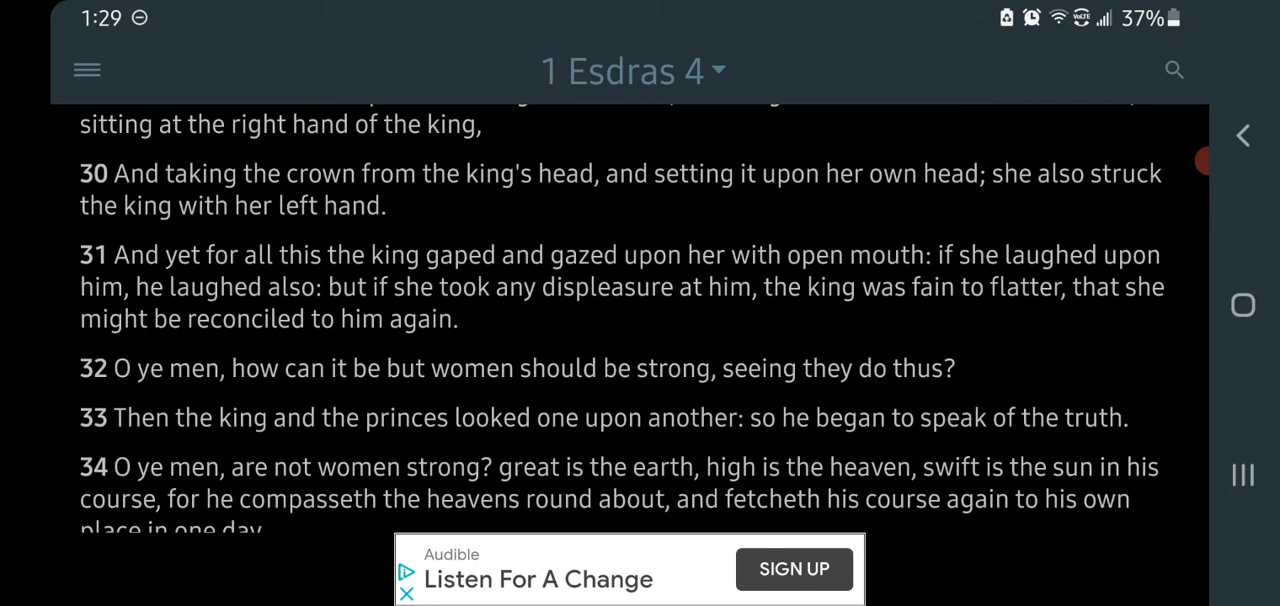 1:29
37%
1 Esdras 4
sitting at the right hand of the king,
30 And taking the crown from the king's head, and setting it upon her own head; she also struck
the king with her left hand.
31 And yet for all this the king gaped and gazed upon her with open mouth: if she laughed upon
him, he laughed also: but if she took any displeasure at him, the king was fain to flatter, that she
might be reconciled to him again.
32 O ye men, how can it be but women should be strong, seeing they do thus?
33 Then the king and the princes looked one upon another: so he began to speak of the truth.
34 O ye men, are not women strong? great is the earth, high is the heaven, swift is the sun in his
course, for he compasseth the heavens round about, and fetcheth his course again to his own
place in one day
Audible
Listen For A Change
SIGN UP